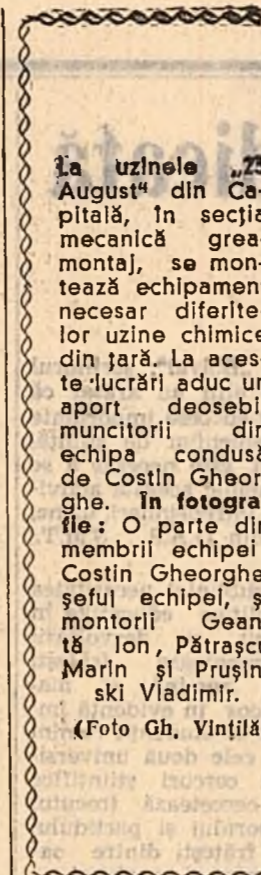 La uzinele „23
August“ din Ca-
pitală, în secția
mecanică grea-
montaj, se mon-
tează echipament
necesar diferite-
lor uzine chimice
din țară. La aces-
te lucrări aduc un
aport deosebit
muncitorii din
echipa condusă
de Costin Gheor-
ghe. În fotogra-
fie: O parte din
membrii echipei
Costin Gheorghe
șeful echipei, și
montorii Gean-
tă Ion, Pătrașcu
Marin și Prușin-
ski Vladimir.
(Foto Gh. Vințilă